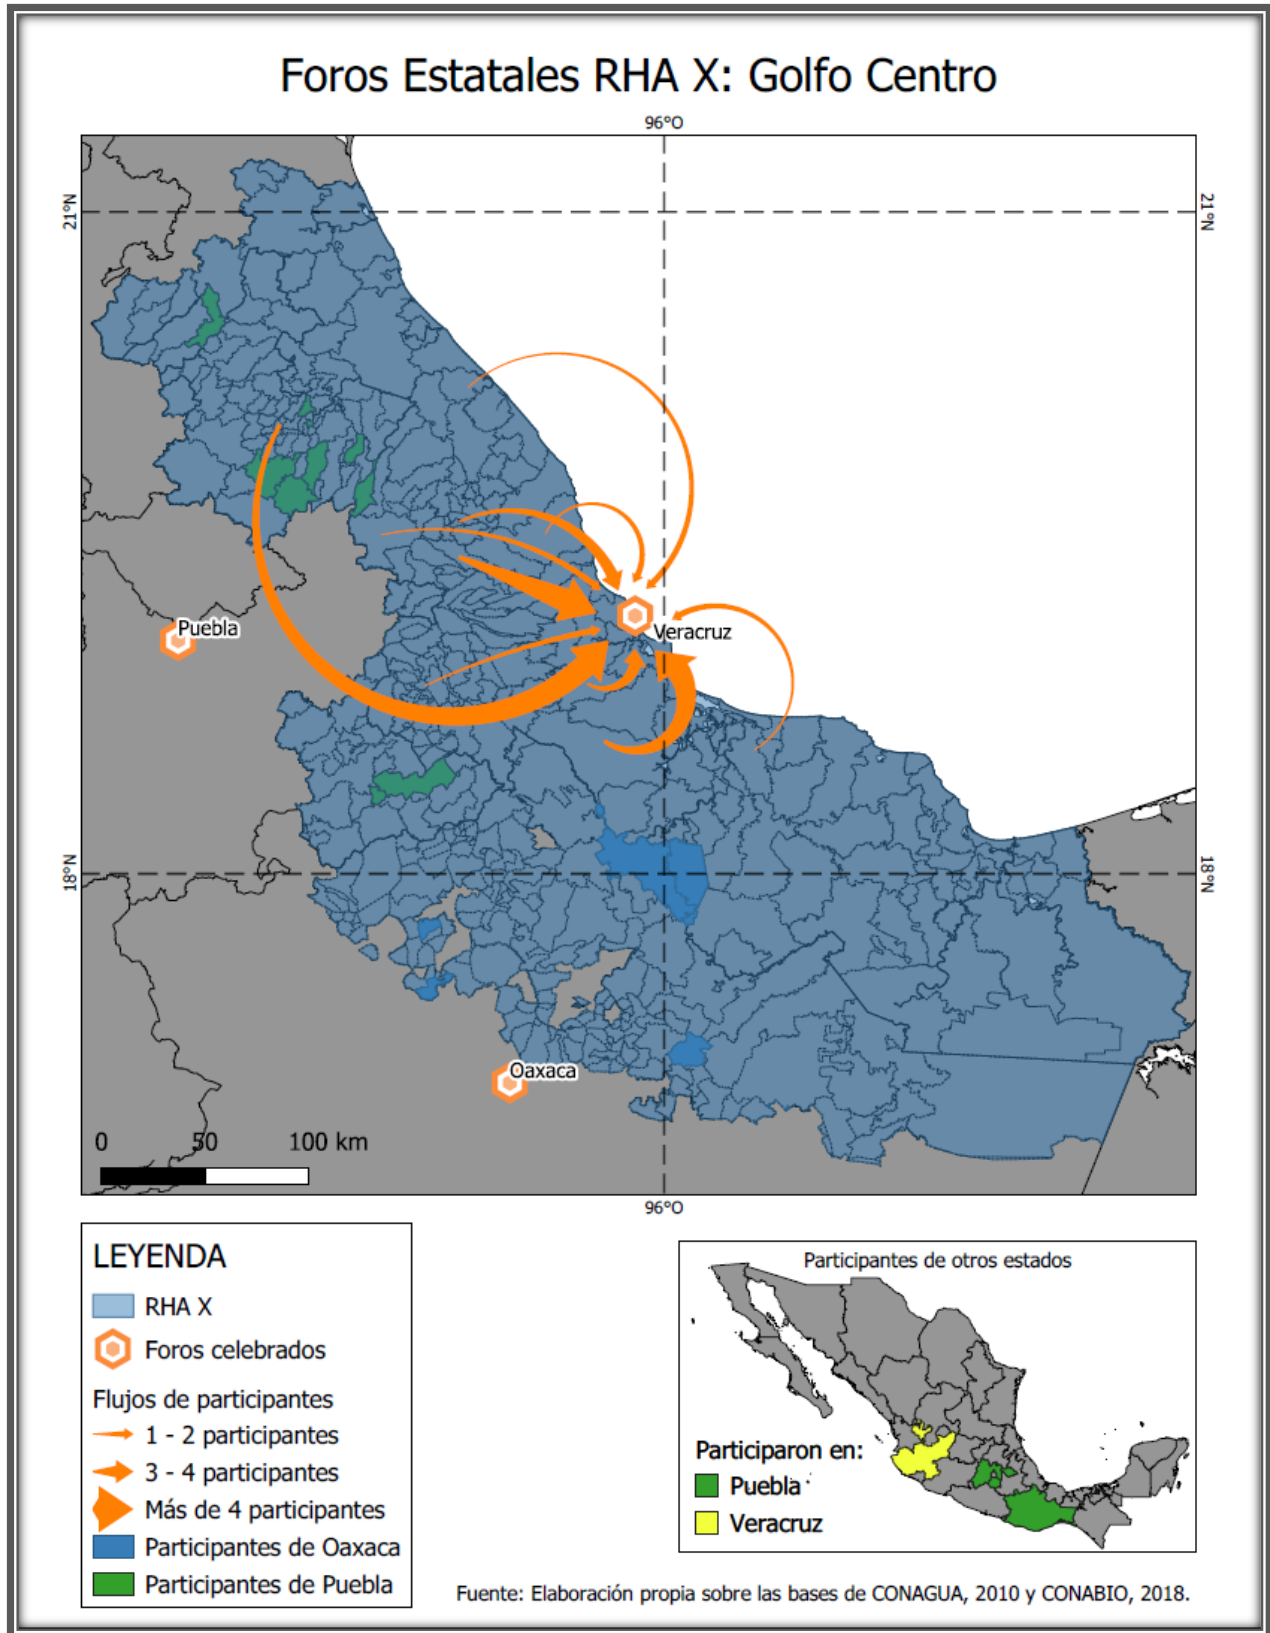 Foros Estatales RHA X: Golfo Centro
96°O
21°N
21°N
Puebla
Veracruz
18°N
18°N
Oaxaca
0 50 100 km
96°O
LEYENDA
RHA X
Foros celebrados
Flujos de participantes
1 - 2 participantes
3 - 4 participantes
Más de 4 participantes
Participantes de Oaxaca
Participantes de Puebla
Participantes de otros estados
Participaron en:
Puebla
Veracruz
Fuente: Elaboración propia sobre las bases de CONAGUA, 2010 y CONABIO, 2018.